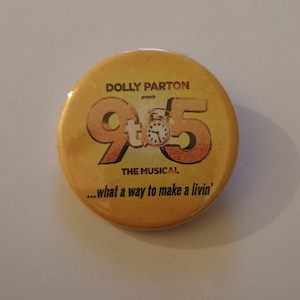 DOLLY PARTON
presents
9 to 5
THE MUSICAL
...what a way to make a livin'